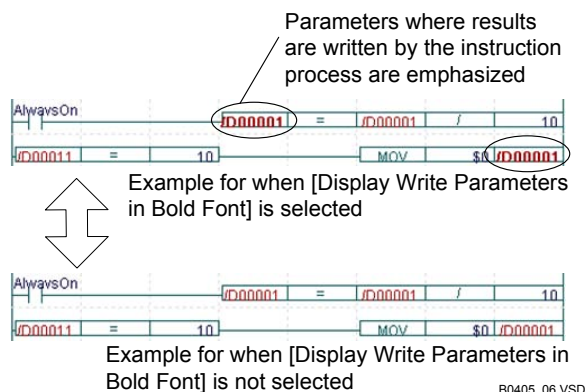 Parameters where results
are written by the instruction
process are emphasized
AlwaysOn
/D00001 = /D00001 / 10
/D00011 = 10 MOV $0 /D00001
Example for when [Display Write Parameters
in Bold Font] is selected
AlwaysOn
/D00001 = /D00001 / 10
/D00011 = 10 MOV $0 /D00001
Example for when [Display Write Parameters in
Bold Font] is not selected
B0405_06.VSD